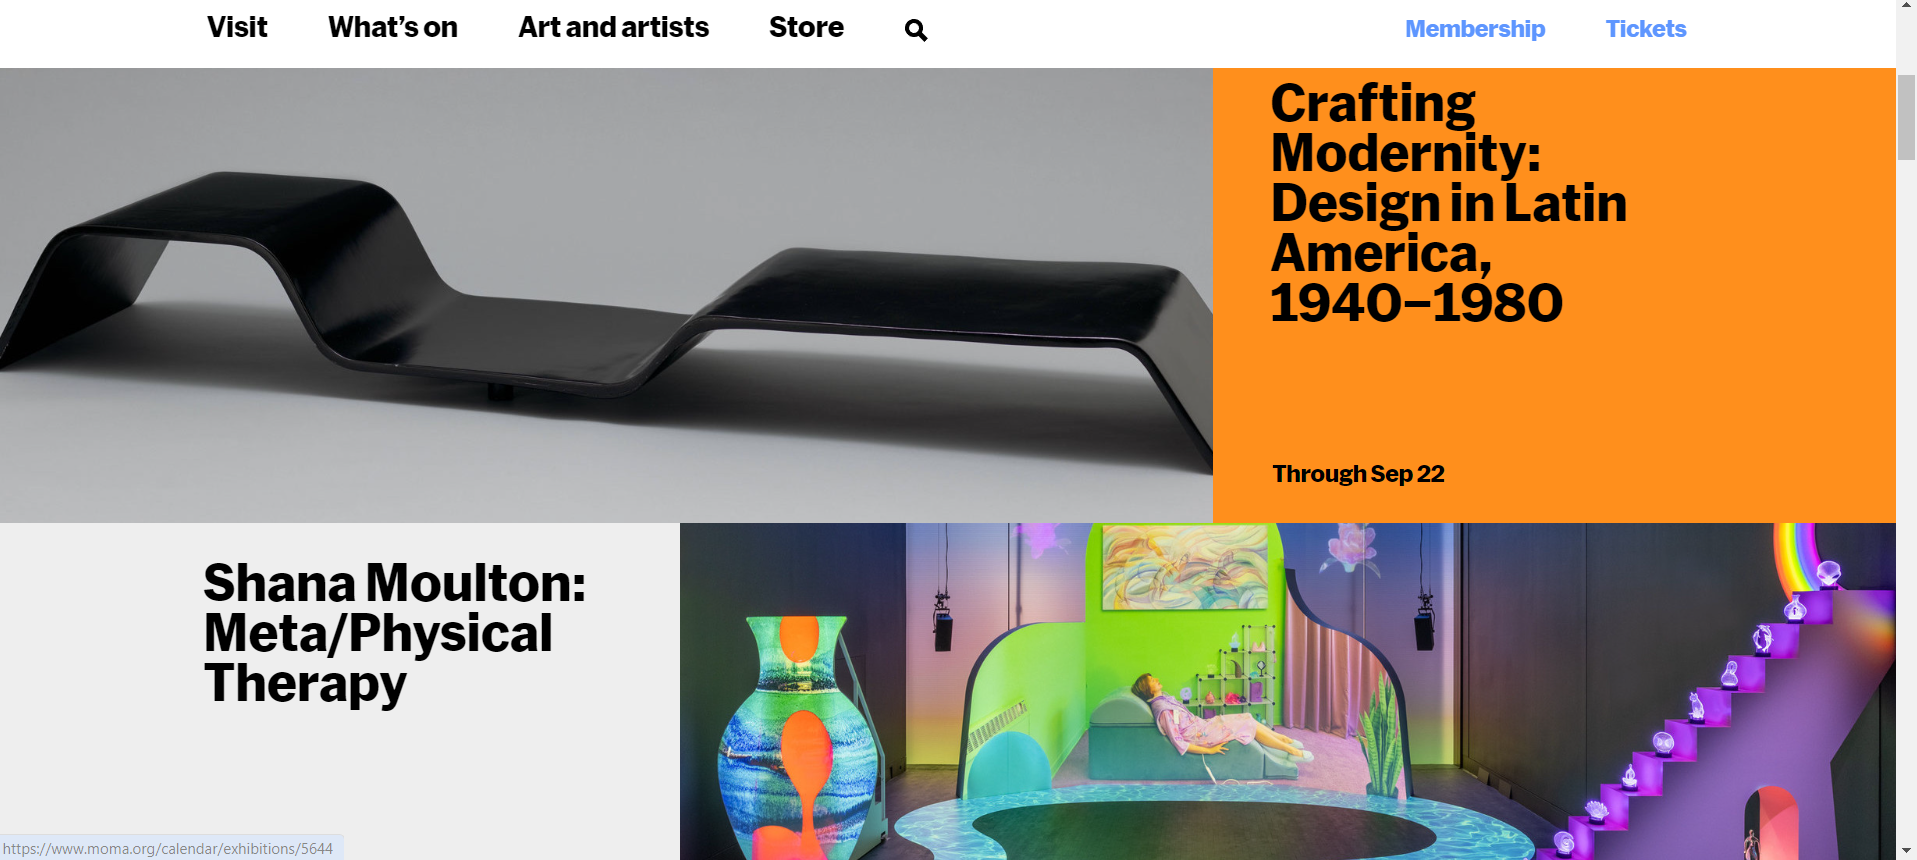 Visit What’s on Art and artists Store Membership Tickets
Crafting
Modernity:
Design in Latin
America,
1940–1980
Through Sep 22
Shana Moulton:
Meta/Physical
Therapy
https://www.moma.org/calendar/exhibitions/5644